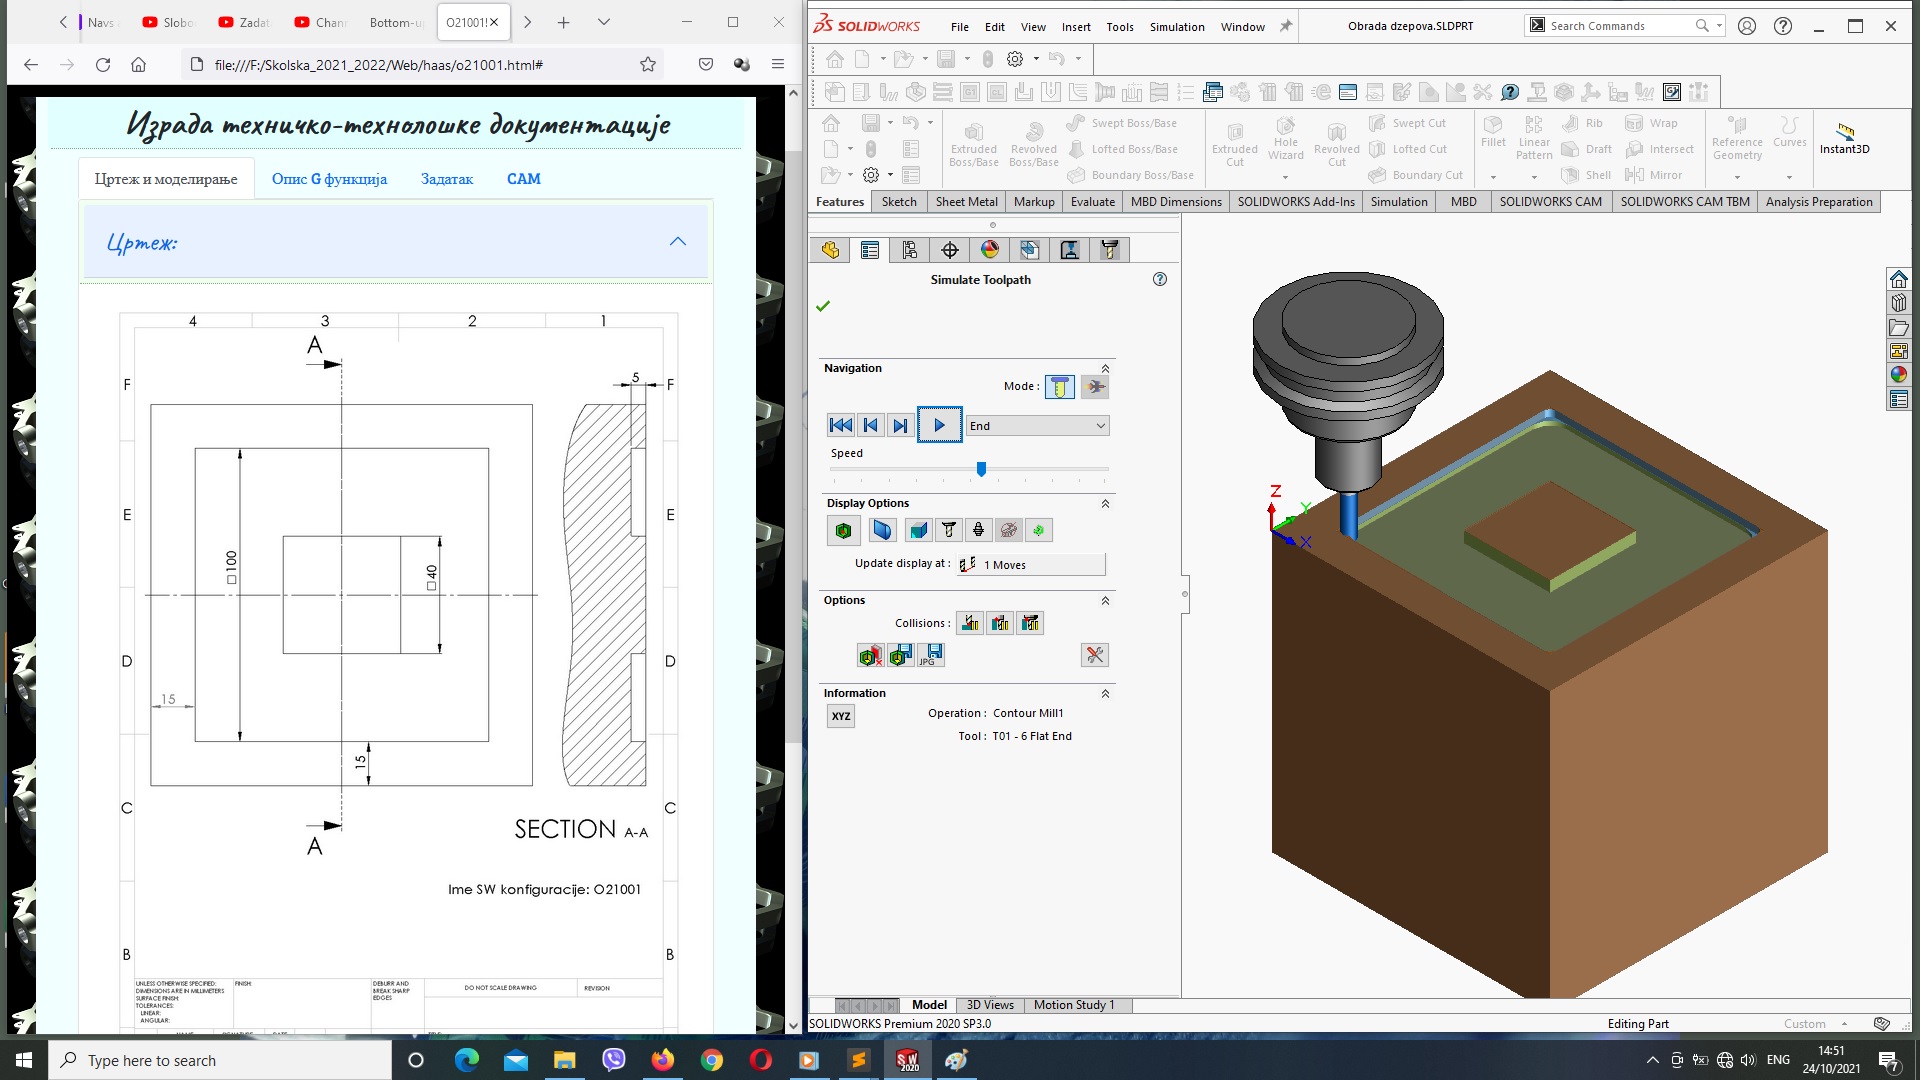 Navs
Slobo
Zadat
Chann
Bottom-u
O21001!
file:///F:/Skolska_2021_2022/Web/haas/o21001.html#
Израда техничко-технолошке документације
Цртеж и моделирање
Опис G функција
Задатак
CAM
Цртеж:
4
3
2
1
A
F
5
F
E
□100
□40
E
D
15
D
15
C
C
A
SECTION A-A
Ime SW konfiguracije: O21001
B
B
UNLESS OTHERWISE SPECIFIED:
DIMENSIONS ARE IN MILLIMETERS
SURFACE FINISH:
TOLERANCES:
LINEAR:
ANGULAR:
FINISH:
DEBURR AND
BREAK SHARP
EDGES
DO NOT SCALE DRAWING
REVISION
SOLIDWORKS
File
Edit
View
Insert
Tools
Simulation
Window
Obrada dzepova.SLDPRT
Search Commands
Extruded Boss/Base
Revolved Boss/Base
Swept Boss/Base
Lofted Boss/Base
Boundary Boss/Base
Extruded Cut
Hole Wizard
Revolved Cut
Swept Cut
Lofted Cut
Boundary Cut
Fillet
Linear Pattern
Rib
Draft
Shell
Wrap
Intersect
Mirror
Reference Geometry
Curves
Instant3D
Features
Sketch
Sheet Metal
Markup
Evaluate
MBD Dimensions
SOLIDWORKS Add-Ins
Simulation
MBD
SOLIDWORKS CAM
SOLIDWORKS CAM TBM
Analysis Preparation
Simulate Toolpath
Navigation
Mode :
End
Speed
Display Options
Update display at :
1 Moves
Options
Collisions :
JPG
Information
XYZ
Operation : Contour Mill1
Tool : T01 - 6 Flat End
Z
Y
X
Model
3D Views
Motion Study 1
SOLIDWORKS Premium 2020 SP3.0
Editing Part
Custom
Type here to search
SW
2020
ENG
14:51
24/10/2021
7